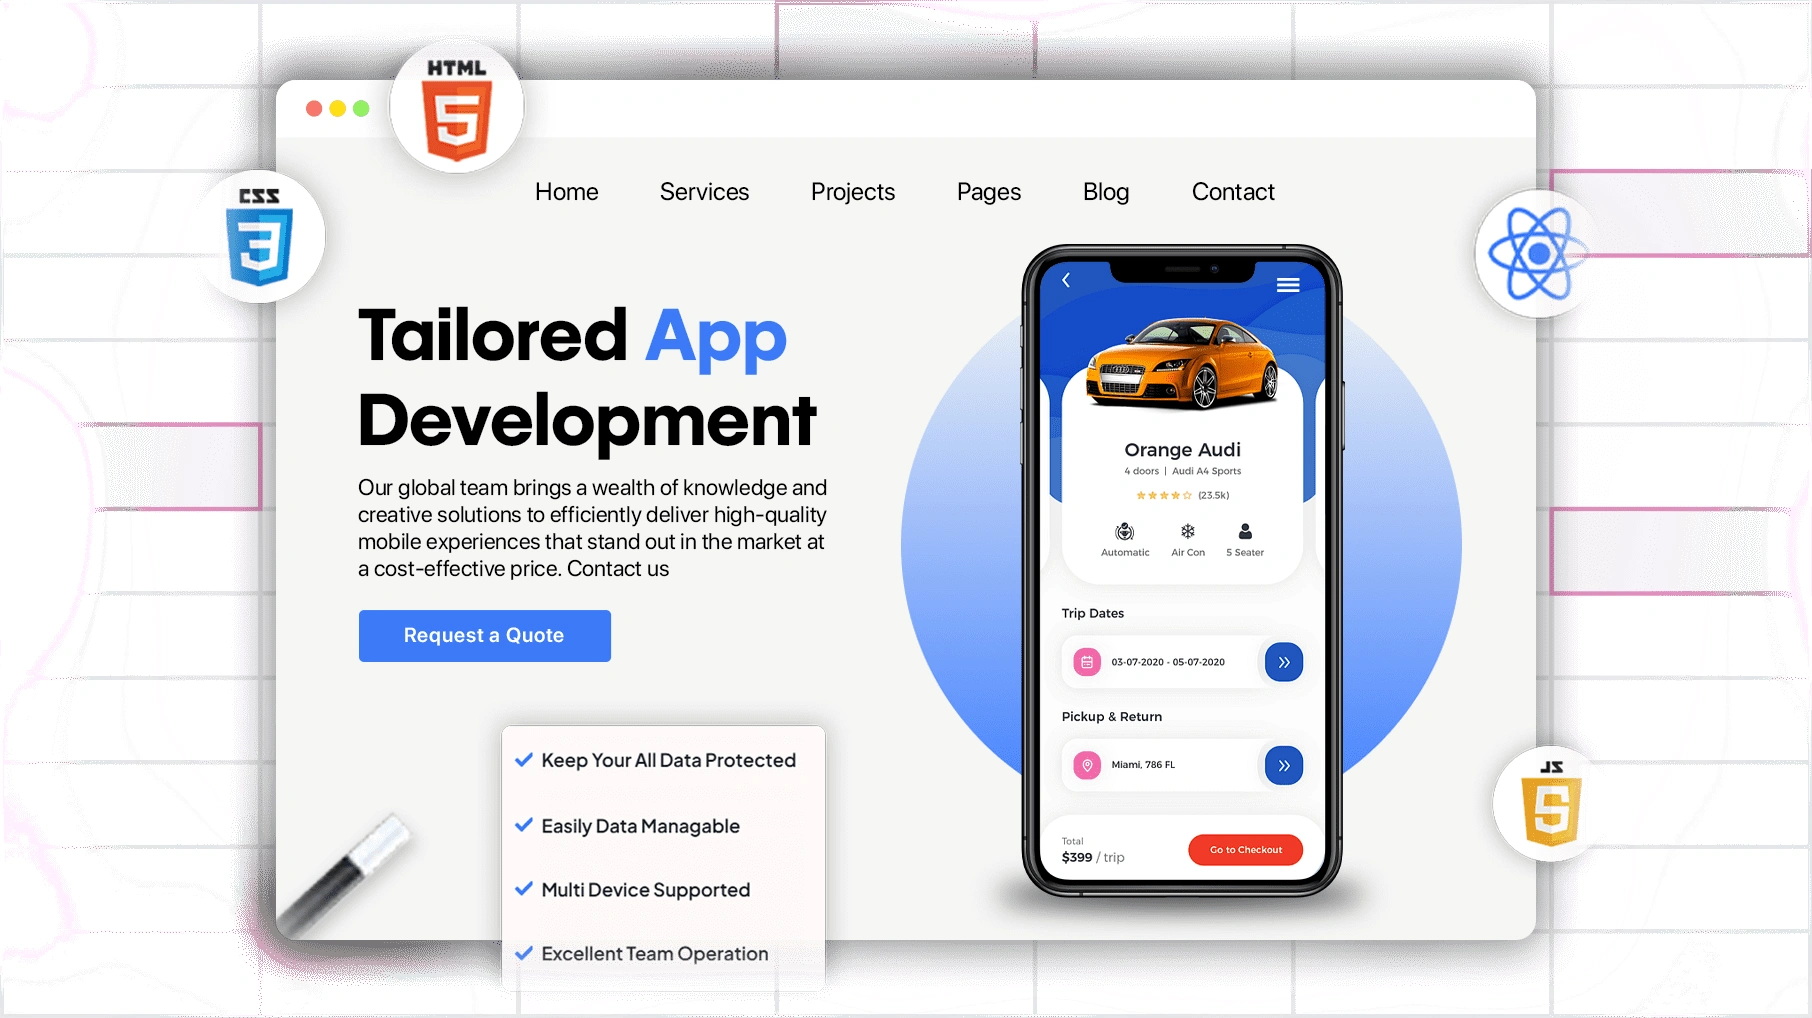 HTML
5
CSS
3
Home Services Projects Pages Blog Contact
Tailored App
Development
Our global team brings a wealth of knowledge and
creative solutions to efficiently deliver high-quality
mobile experiences that stand out in the market at
a cost-effective price. Contact us
Request a Quote
Keep Your All Data Protected
Easily Data Managable
Multi Device Supported
Excellent Team Operation
Orange Audi
4 doors | Audi A4 Sports
(23.5k)
Automatic Air Con 5 Seater
Trip Dates
03-07-2020 - 05-07-2020
Pickup & Return
Miami, 786 FL
Total
$399 / trip
Go to Checkout
JS
5